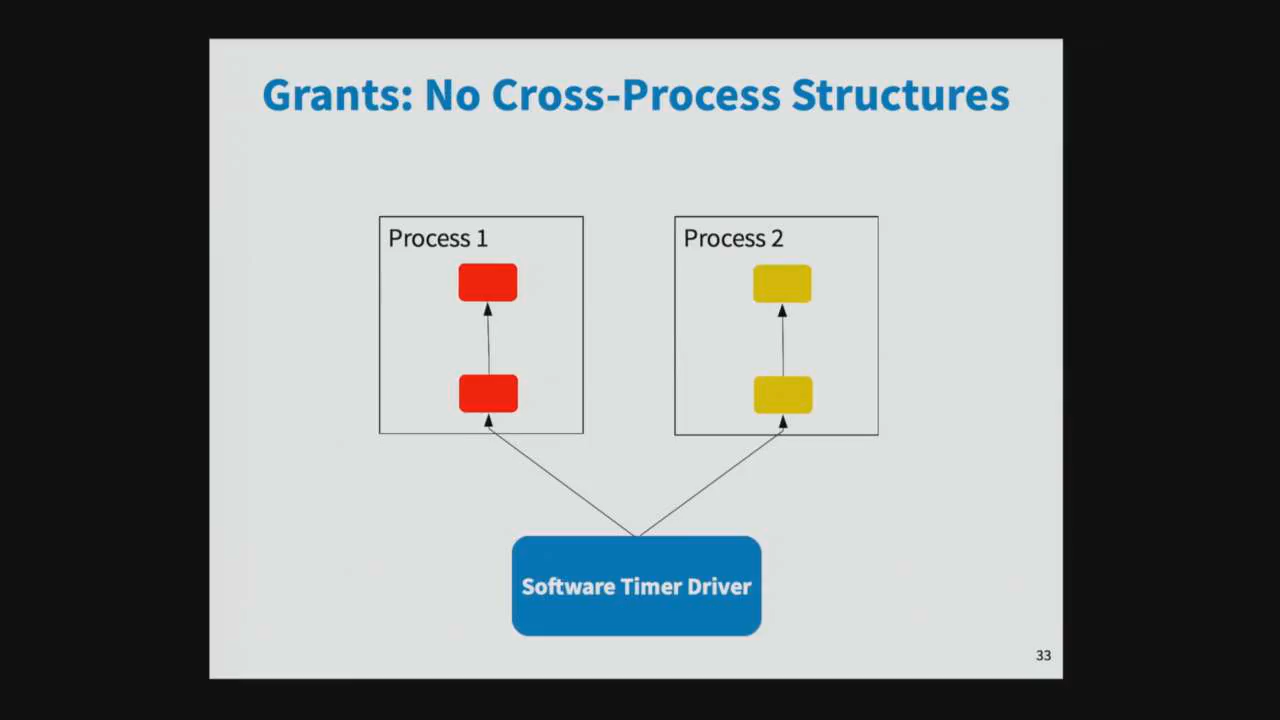 Grants: No Cross-Process Structures
Process 1
Process 2
Software Timer Driver
33